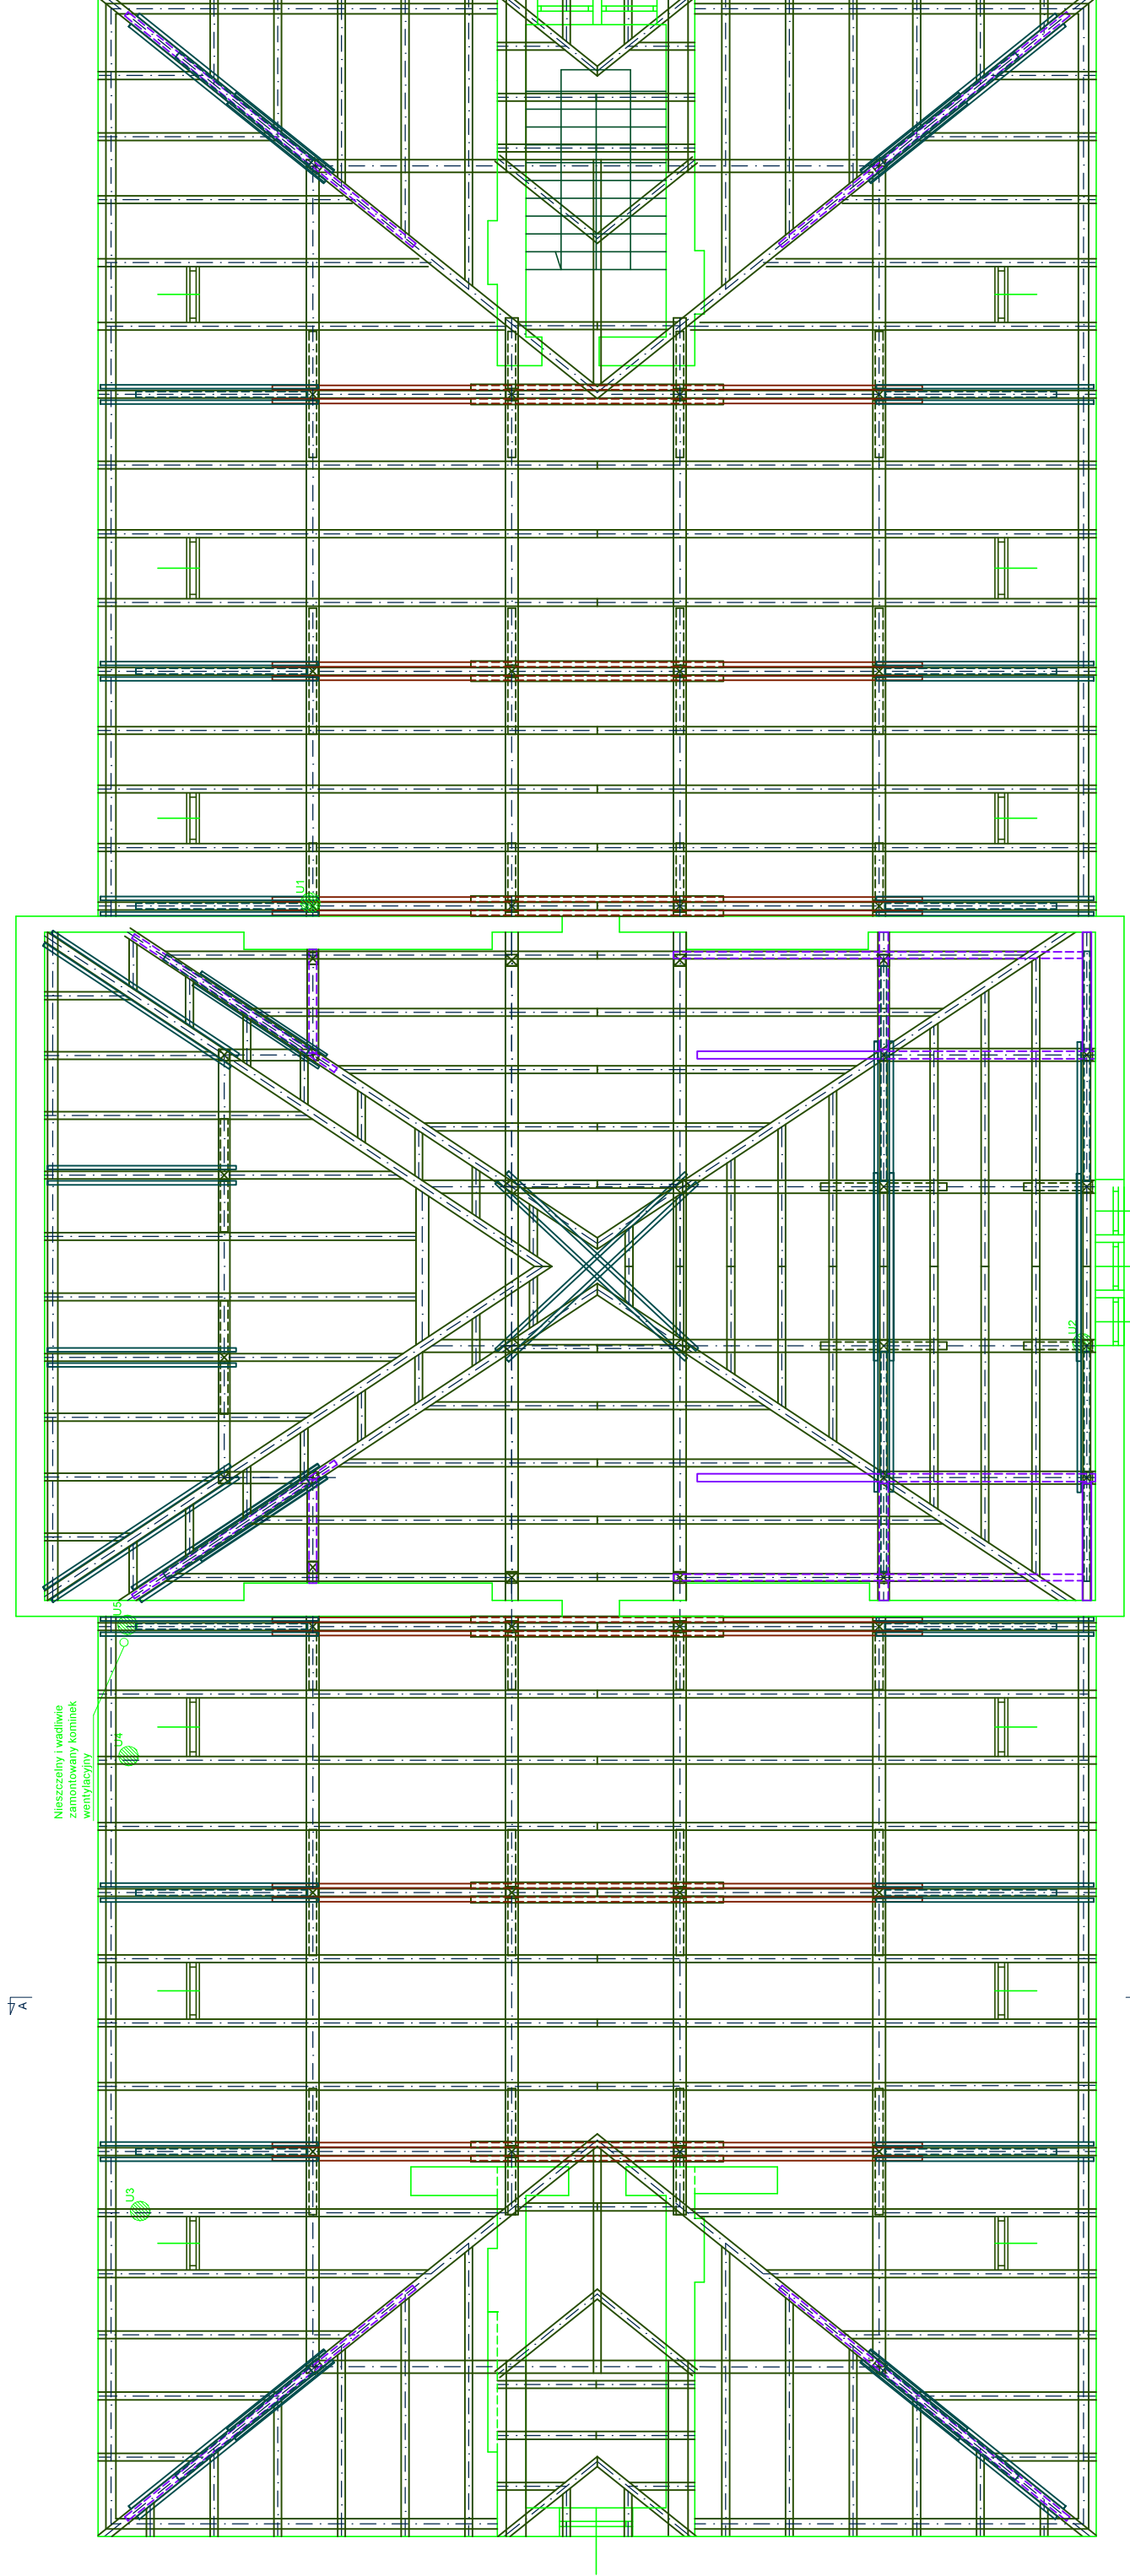 U1
U2
U5
U4
Nieszczelny i wadliwie
zamontowany kominek
wentylacyjny
A
U3